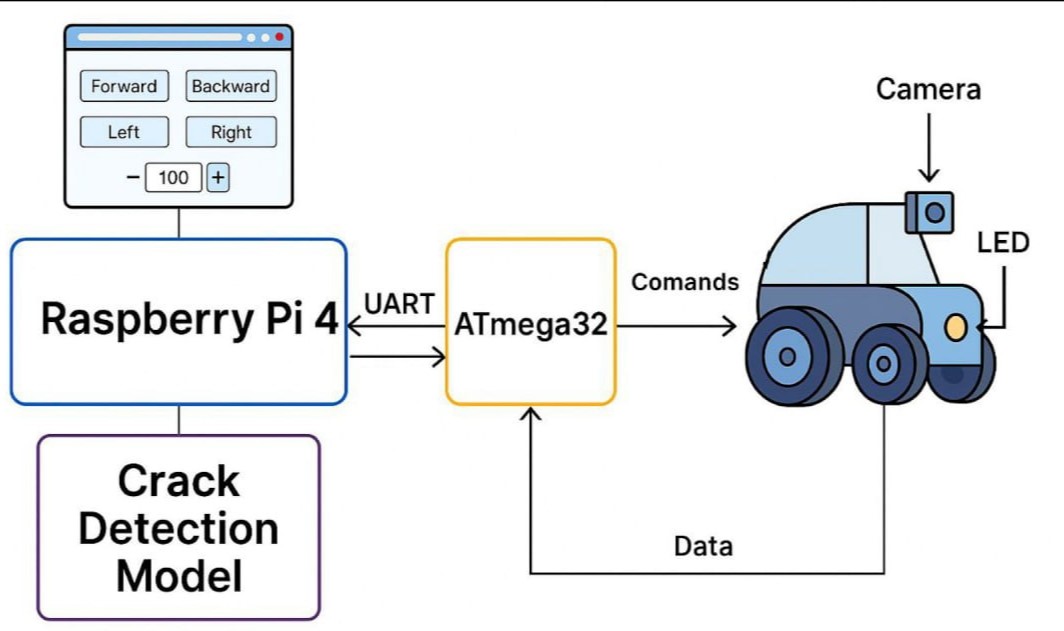 Forward Backward
Left Right
− 100 +
Camera
LED
Raspberry Pi 4
UART
ATmega32
Comands
Crack
Detection
Model
Data